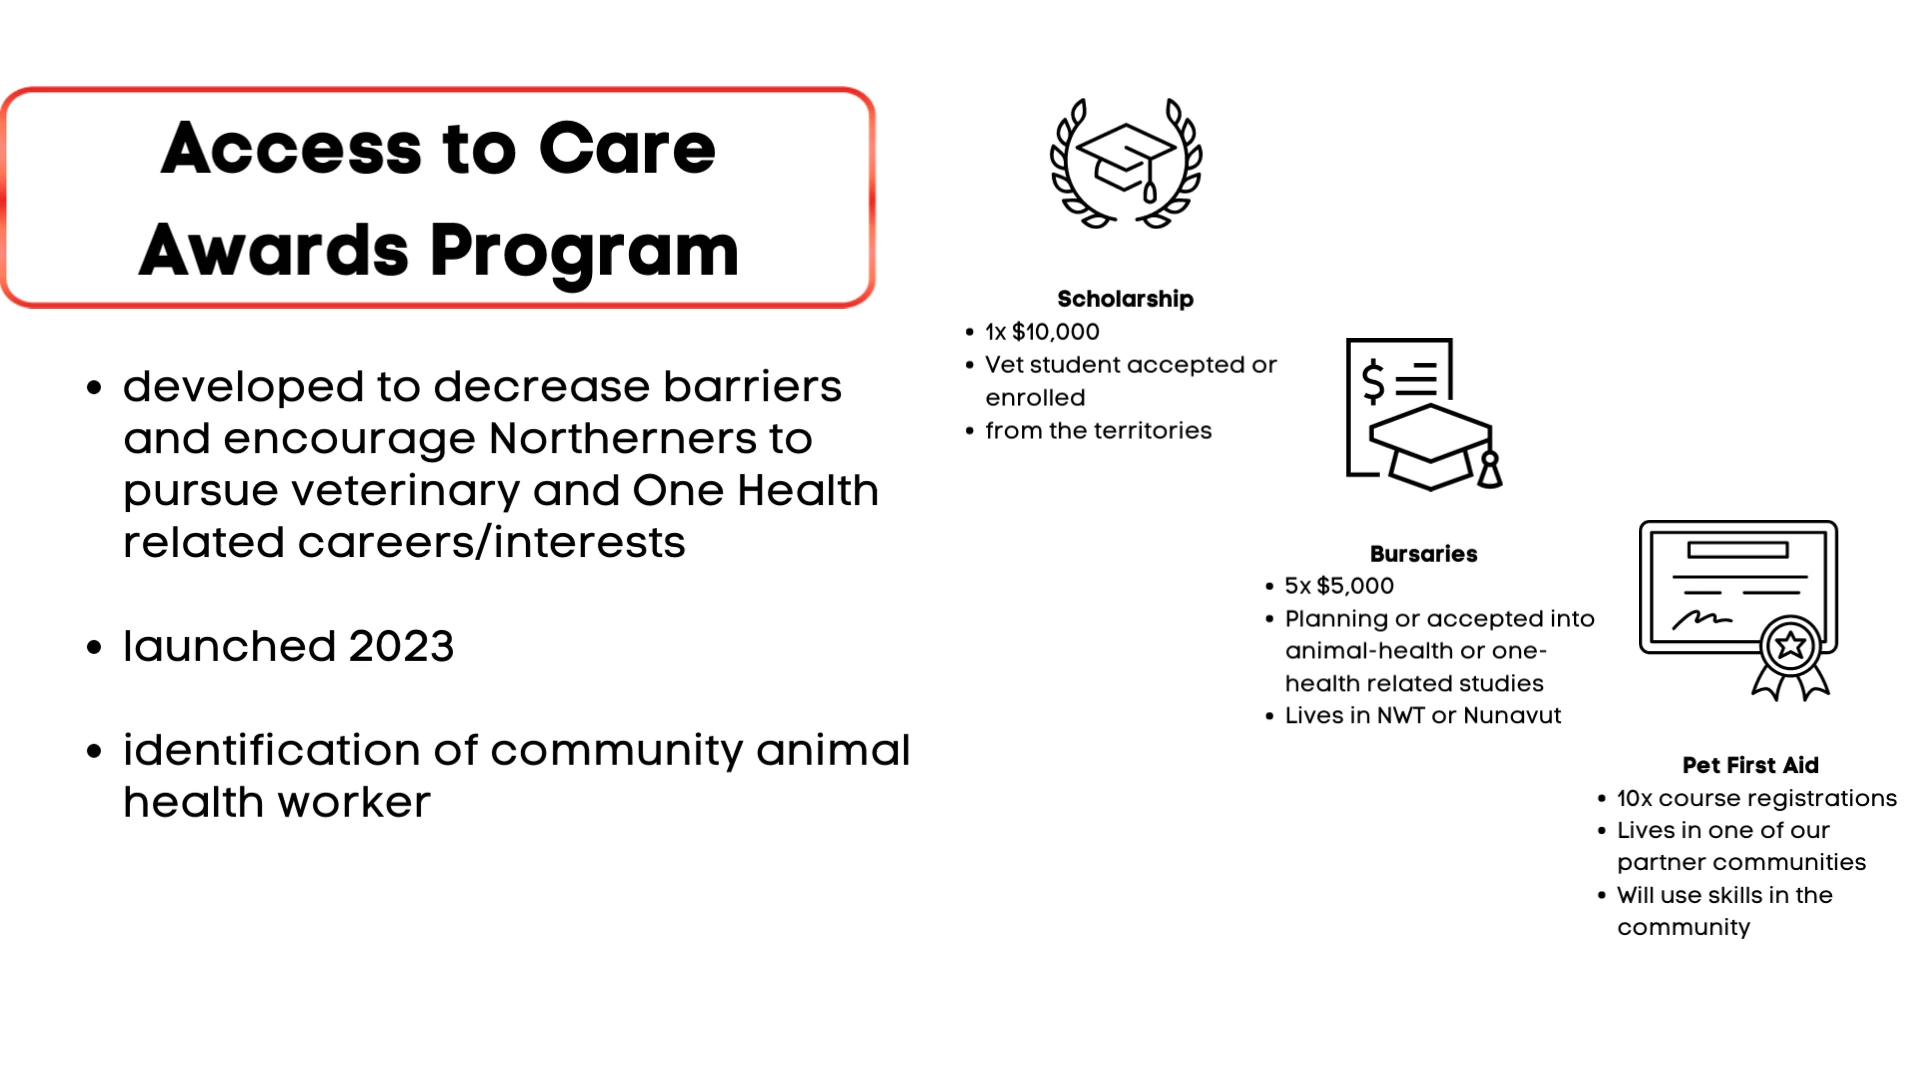 Access to Care
Awards Program
• developed to decrease barriers
and encourage Northerners to
pursue veterinary and One Health
related careers/interests
• launched 2023
• identification of community animal
health worker
Scholarship
• 1x $10,000
• Vet student accepted or
enrolled
• from the territories
$
Bursaries
• 5x $5,000
• Planning or accepted into
animal-health or one-
health related studies
• Lives in NWT or Nunavut
Pet First Aid
• 10x course registrations
• Lives in one of our
partner communities
• Will use skills in the
community